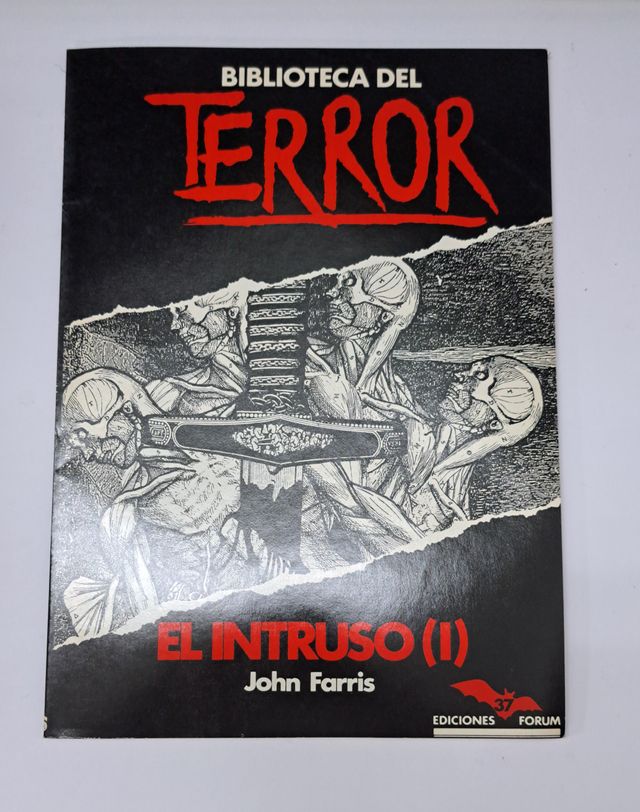 BIBLIOTECA DEL
TERROR
EL INTRUSO (I)
John Farris
37
EDICIONES FORUM